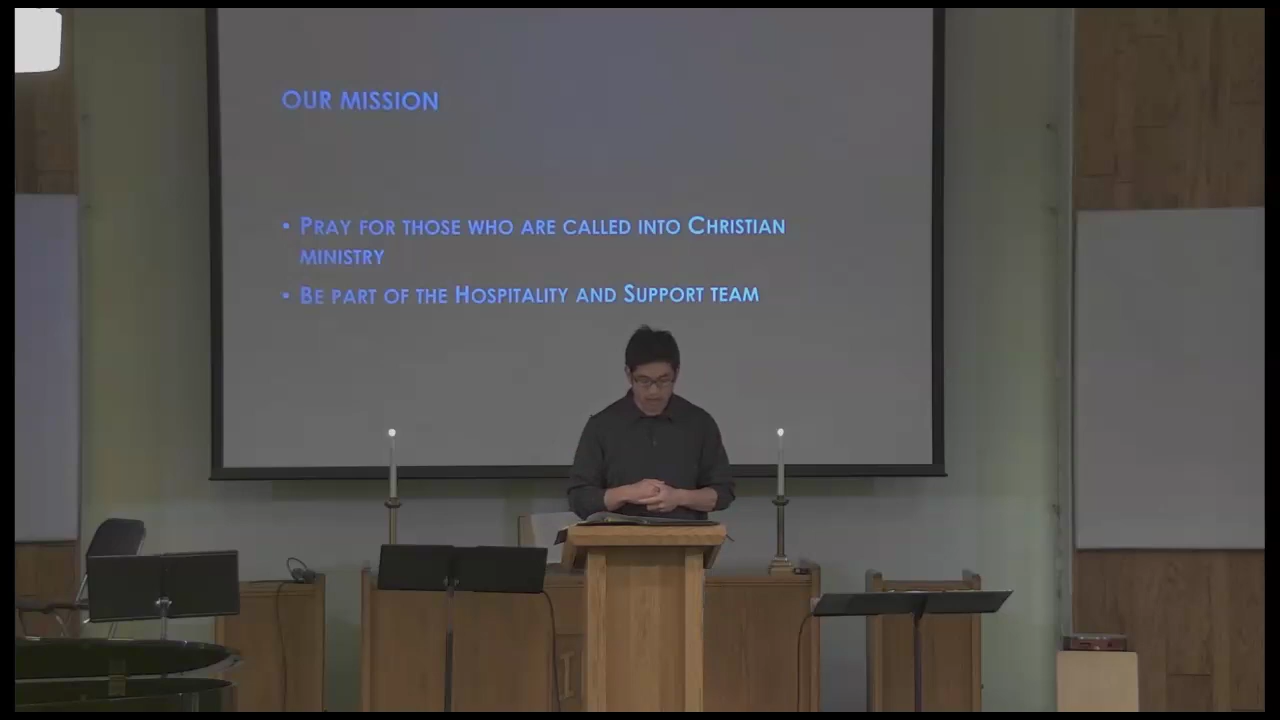 OUR MISSION
• PRAY FOR THOSE WHO ARE CALLED INTO CHRISTIAN
MINISTRY
• BE PART OF THE HOSPITALITY AND SUPPORT TEAM